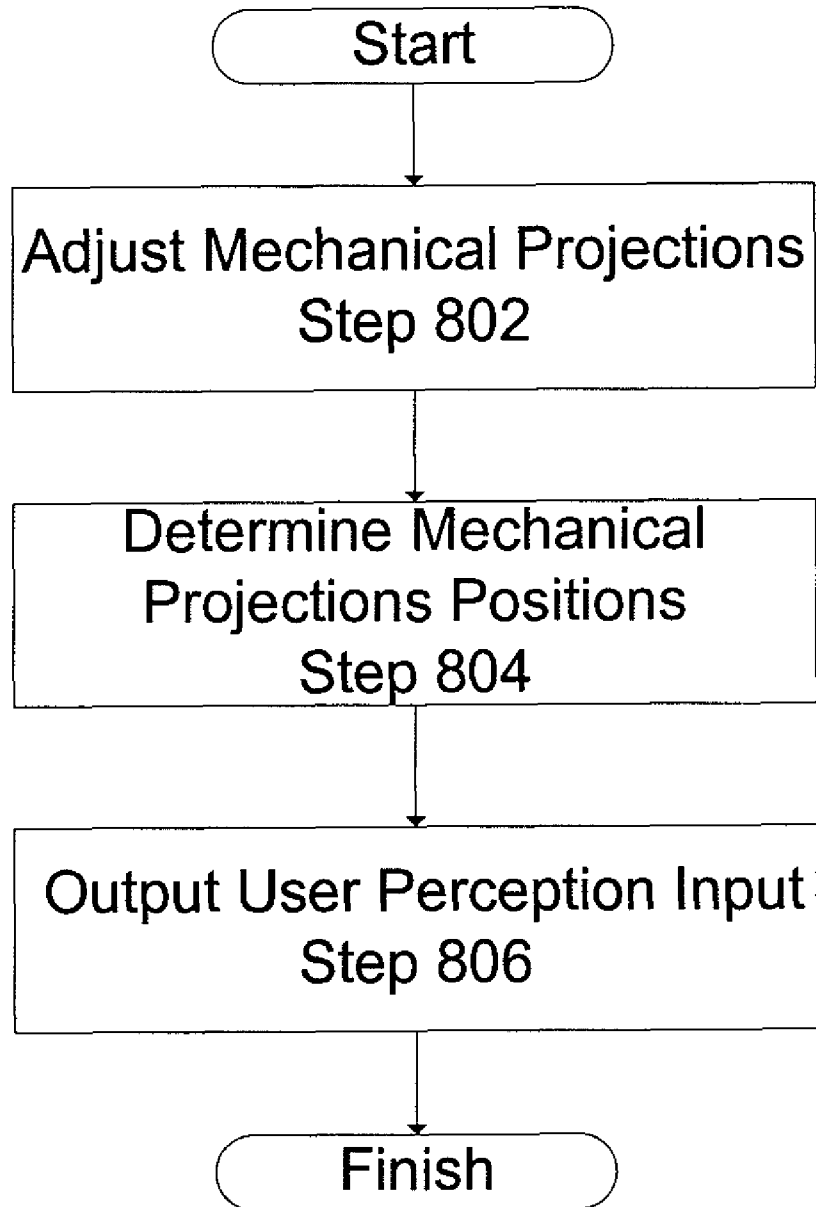 Start
Adjust Mechanical Projections
Step 802
Determine Mechanical
Projections Positions
Step 804
Output User Perception Input
Step 806
Finish